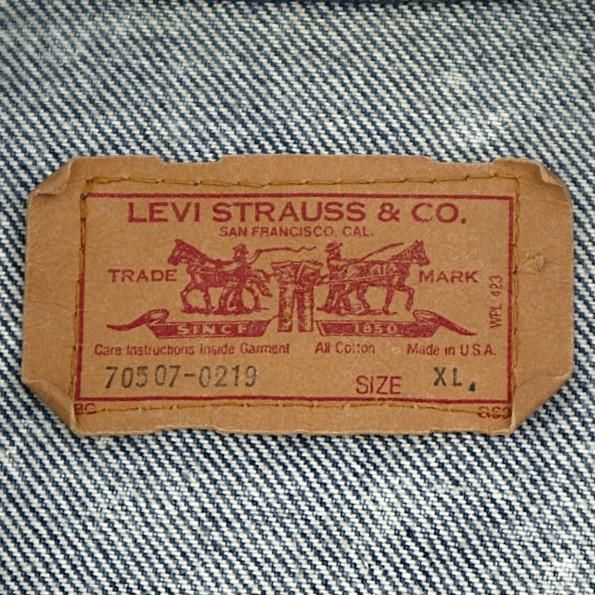 LEVI STRAUSS & CO.
SAN FRANCISCO, CAL.
TRADE MARK
SINCE 1850
WPL 423
Care Instructions Inside Garment All Cotton Made in U.S.A.
70507-0219 SIZE XL.